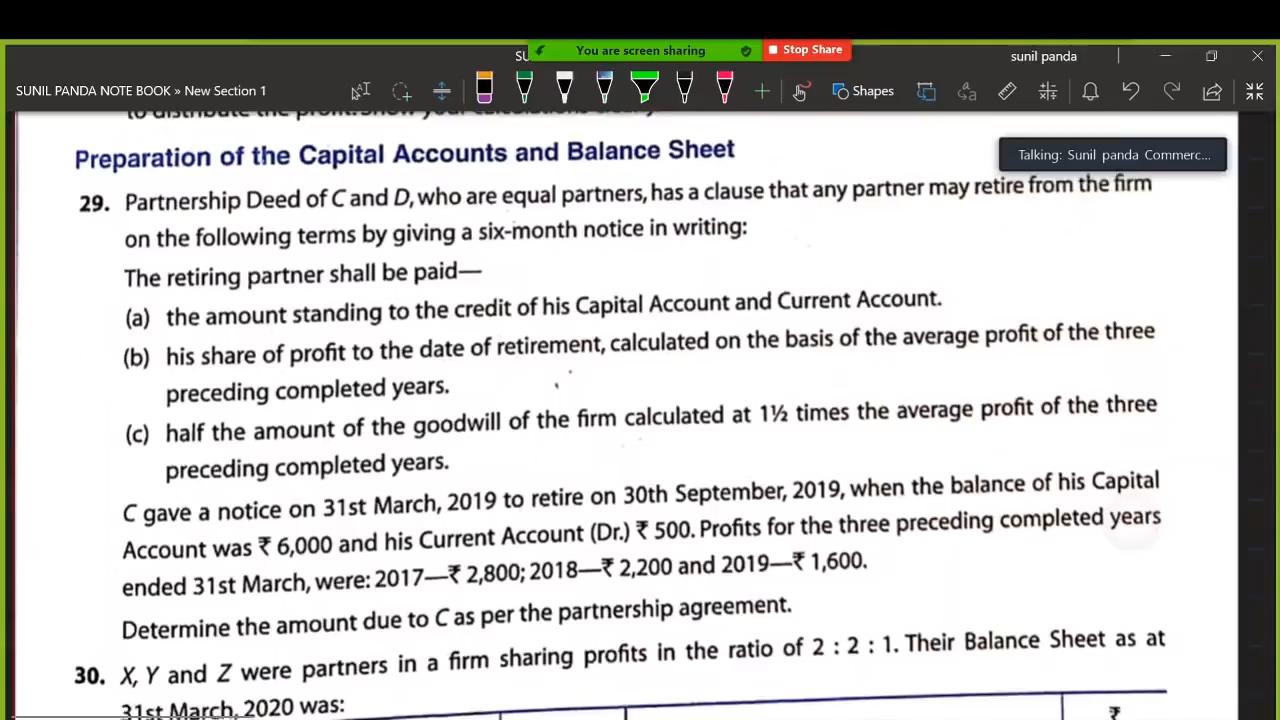 SU
You are screen sharing
Stop Share
sunil panda
SUNIL PANDA NOTE BOOK » New Section 1
Shapes
Talking: Sunil panda Commerc...
to distribute the profit. Show your calculations clearly
Preparation of the Capital Accounts and Balance Sheet
29. Partnership Deed of C and D, who are equal partners, has a clause that any partner may retire from the firm
on the following terms by giving a six-month notice in writing:
The retiring partner shall be paid—
(a) the amount standing to the credit of his Capital Account and Current Account.
(b) his share of profit to the date of retirement, calculated on the basis of the average profit of the three
preceding completed years.
(c) half the amount of the goodwill of the firm calculated at 1½ times the average profit of the three
preceding completed years.
C gave a notice on 31st March, 2019 to retire on 30th September, 2019, when the balance of his Capital
Account was ₹ 6,000 and his Current Account (Dr.) ₹ 500. Profits for the three preceding completed years
ended 31st March, were: 2017—₹ 2,800; 2018—₹ 2,200 and 2019—₹ 1,600.
Determine the amount due to C as per the partnership agreement.
30. X, Y and Z were partners in a firm sharing profits in the ratio of 2 : 2 : 1. Their Balance Sheet as at
31st March, 2020 was:
₹